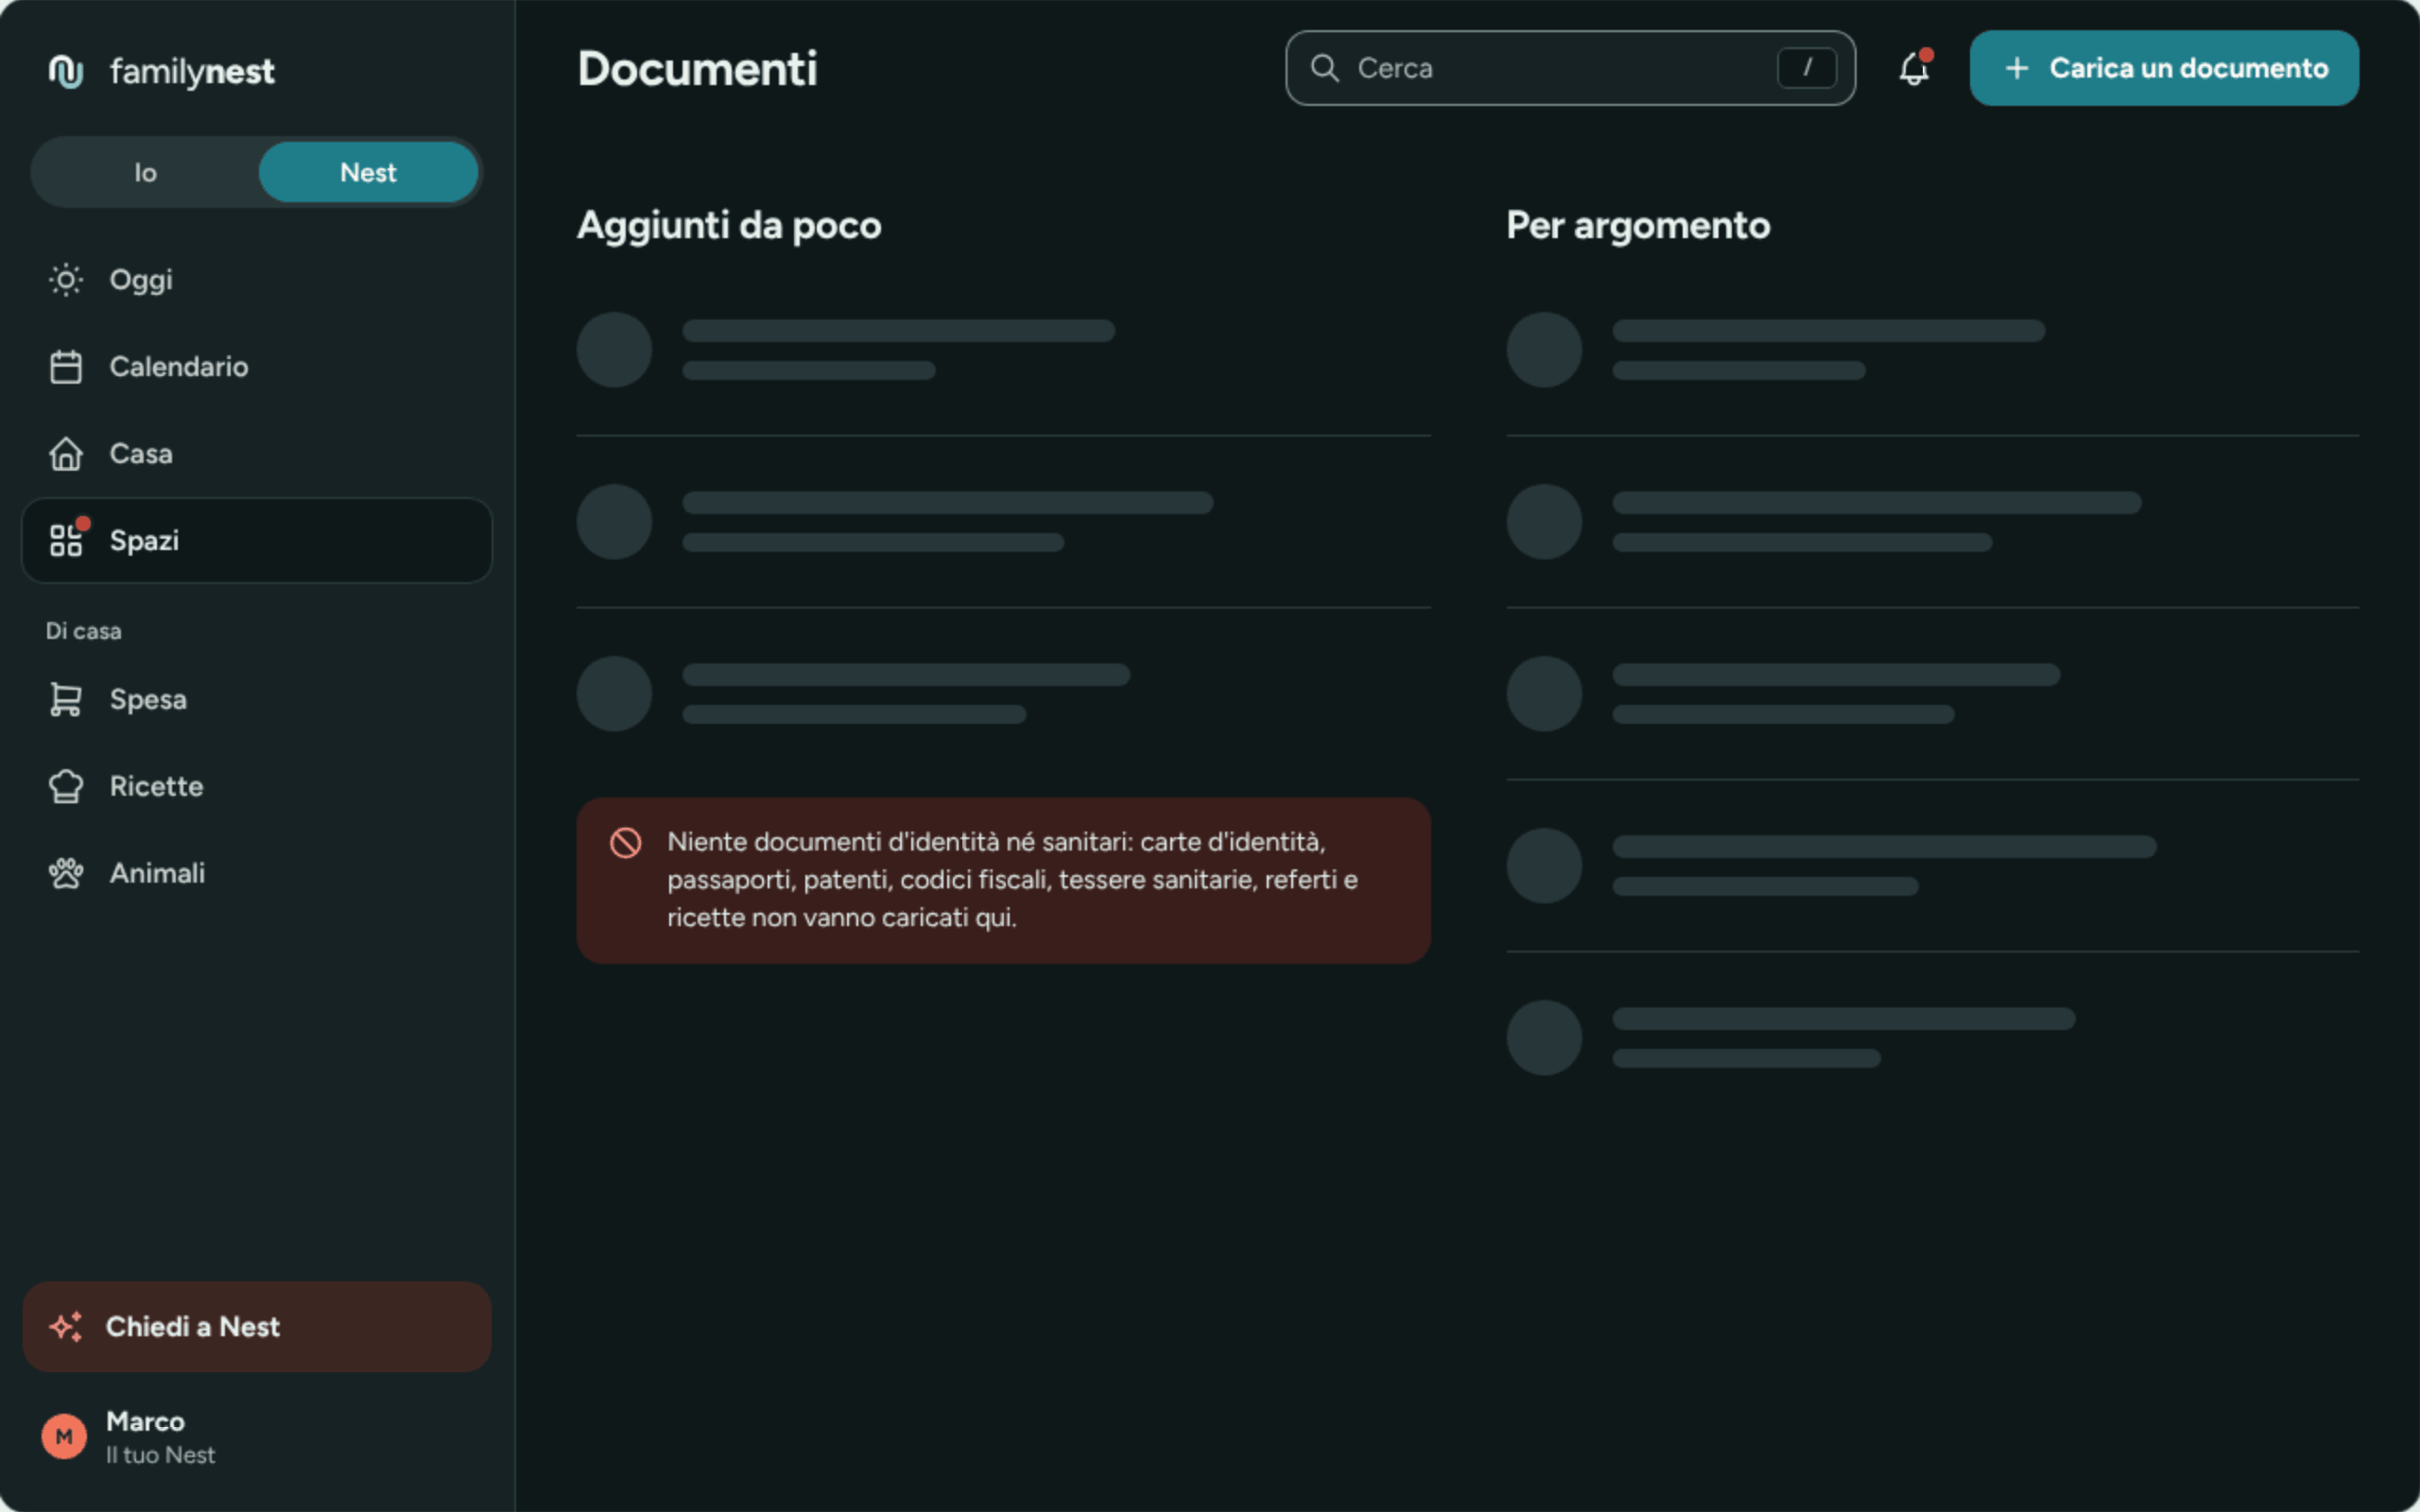 familynest
Io
Nest
Oggi
Calendario
Casa
Spazi
Di casa
Spesa
Ricette
Animali
Chiedi a Nest
M
Marco
Il tuo Nest
Documenti
Cerca
/
+ Carica un documento
Aggiunti da poco
Niente documenti d'identità né sanitari: carte d'identità,
passaporti, patenti, codici fiscali, tessere sanitarie, referti e
ricette non vanno caricati qui.
Per argomento